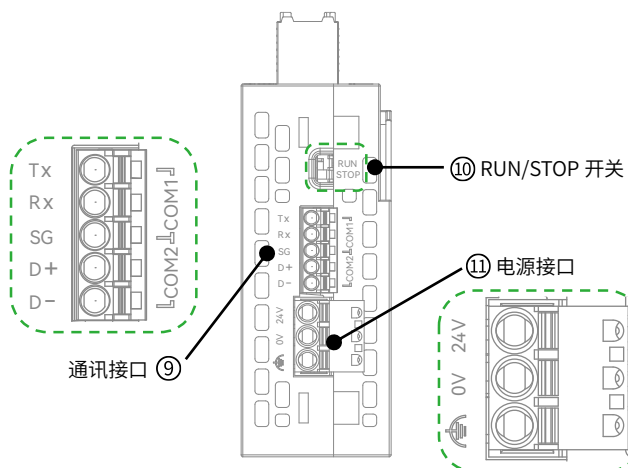 RUN
STOP
⑩ RUN/STOP 开关
Tx
Rx
SG
D+
D-
COM1
COM2
Tx
Rx
SG
D+
D-
COM1
COM2
⑪ 电源接口
24V
0V
通讯接口 ⑨
24V
0V